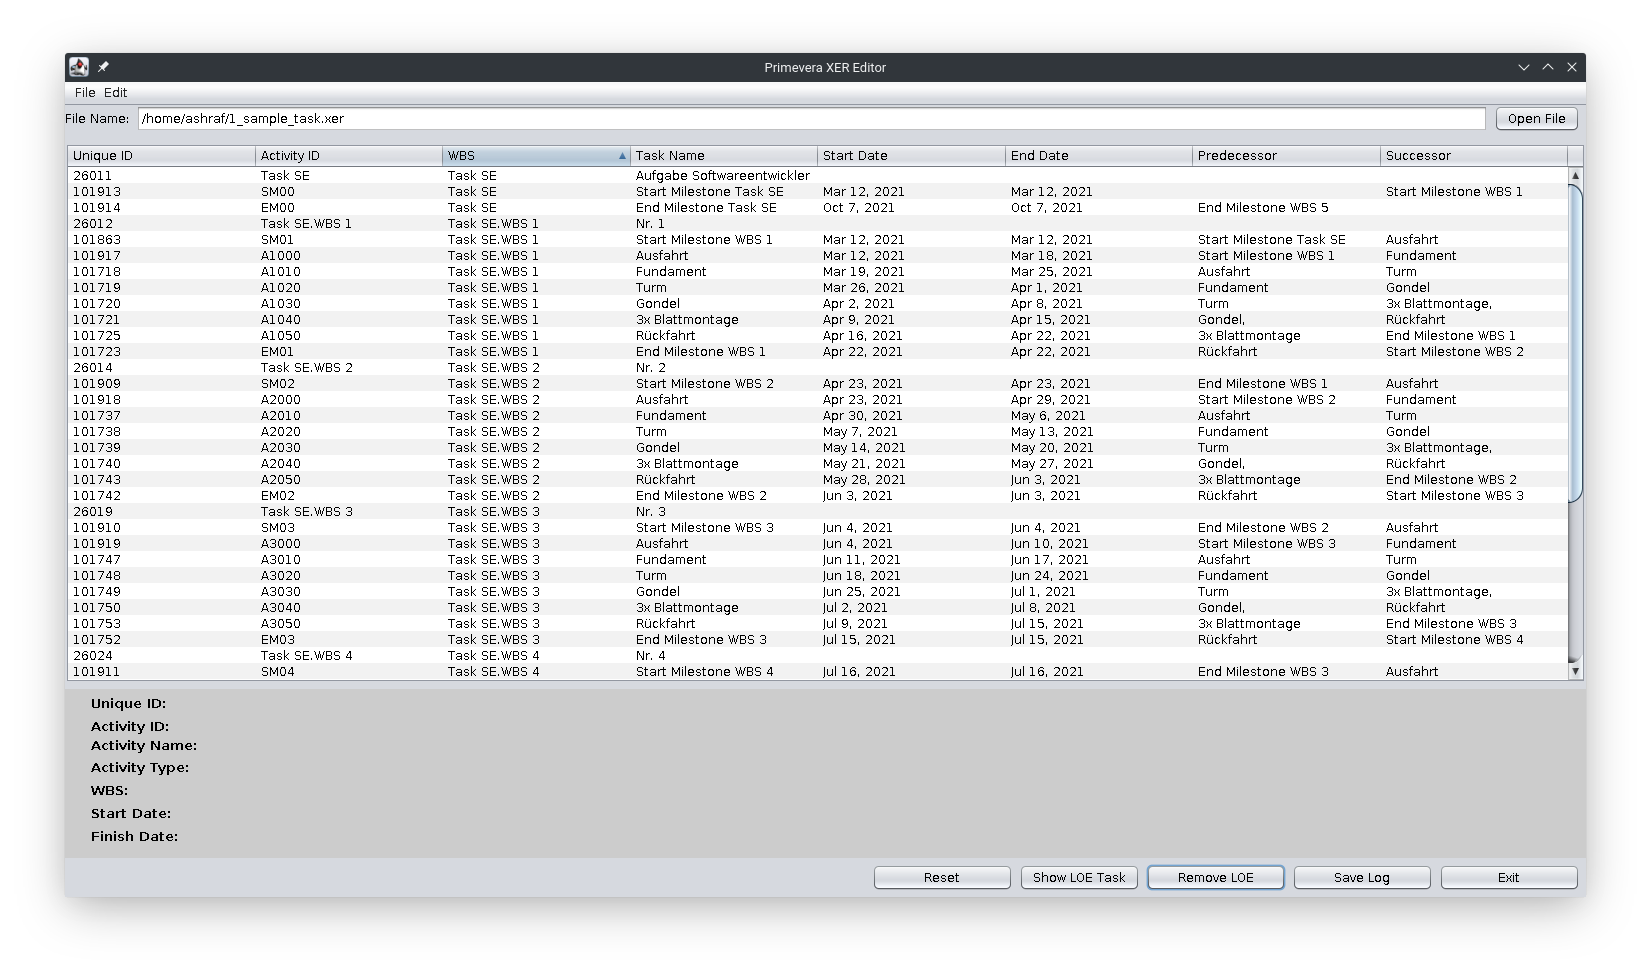 Primevera XER Editor
File Edit
File Name: /home/ashraf/1_sample_task.xer Open File
Unique ID Activity ID WBS Task Name Start Date End Date Predecessor Successor
26011 Task SE Task SE Aufgabe Softwareentwickler
101913 SM00 Task SE Start Milestone Task SE Mar 12, 2021 Mar 12, 2021 Start Milestone WBS 1
101914 EM00 Task SE End Milestone Task SE Oct 7, 2021 Oct 7, 2021 End Milestone WBS 5
26012 Task SE.WBS 1 Task SE.WBS 1 Nr. 1
101863 SM01 Task SE.WBS 1 Start Milestone WBS 1 Mar 12, 2021 Mar 12, 2021 Start Milestone Task SE Ausfahrt
101917 A1000 Task SE.WBS 1 Ausfahrt Mar 12, 2021 Mar 18, 2021 Start Milestone WBS 1 Fundament
101718 A1010 Task SE.WBS 1 Fundament Mar 19, 2021 Mar 25, 2021 Ausfahrt Turm
101719 A1020 Task SE.WBS 1 Turm Mar 26, 2021 Apr 1, 2021 Fundament Gondel
101720 A1030 Task SE.WBS 1 Gondel Apr 2, 2021 Apr 8, 2021 Turm 3x Blattmontage,
101721 A1040 Task SE.WBS 1 3x Blattmontage Apr 9, 2021 Apr 15, 2021 Gondel, Rückfahrt
101725 A1050 Task SE.WBS 1 Rückfahrt Apr 16, 2021 Apr 22, 2021 3x Blattmontage End Milestone WBS 1
101723 EM01 Task SE.WBS 1 End Milestone WBS 1 Apr 22, 2021 Apr 22, 2021 Rückfahrt Start Milestone WBS 2
26014 Task SE.WBS 2 Task SE.WBS 2 Nr. 2
101909 SM02 Task SE.WBS 2 Start Milestone WBS 2 Apr 23, 2021 Apr 23, 2021 End Milestone WBS 1 Ausfahrt
101918 A2000 Task SE.WBS 2 Ausfahrt Apr 23, 2021 Apr 29, 2021 Start Milestone WBS 2 Fundament
101737 A2010 Task SE.WBS 2 Fundament Apr 30, 2021 May 6, 2021 Ausfahrt Turm
101738 A2020 Task SE.WBS 2 Turm May 7, 2021 May 13, 2021 Fundament Gondel
101739 A2030 Task SE.WBS 2 Gondel May 14, 2021 May 20, 2021 Turm 3x Blattmontage,
101740 A2040 Task SE.WBS 2 3x Blattmontage May 21, 2021 May 27, 2021 Gondel, Rückfahrt
101743 A2050 Task SE.WBS 2 Rückfahrt May 28, 2021 Jun 3, 2021 3x Blattmontage End Milestone WBS 2
101742 EM02 Task SE.WBS 2 End Milestone WBS 2 Jun 3, 2021 Jun 3, 2021 Rückfahrt Start Milestone WBS 3
26019 Task SE.WBS 3 Task SE.WBS 3 Nr. 3
101910 SM03 Task SE.WBS 3 Start Milestone WBS 3 Jun 4, 2021 Jun 4, 2021 End Milestone WBS 2 Ausfahrt
101919 A3000 Task SE.WBS 3 Ausfahrt Jun 4, 2021 Jun 10, 2021 Start Milestone WBS 3 Fundament
101747 A3010 Task SE.WBS 3 Fundament Jun 11, 2021 Jun 17, 2021 Ausfahrt Turm
101748 A3020 Task SE.WBS 3 Turm Jun 18, 2021 Jun 24, 2021 Fundament Gondel
101749 A3030 Task SE.WBS 3 Gondel Jun 25, 2021 Jul 1, 2021 Turm 3x Blattmontage,
101750 A3040 Task SE.WBS 3 3x Blattmontage Jul 2, 2021 Jul 8, 2021 Gondel, Rückfahrt
101753 A3050 Task SE.WBS 3 Rückfahrt Jul 9, 2021 Jul 15, 2021 3x Blattmontage End Milestone WBS 3
101752 EM03 Task SE.WBS 3 End Milestone WBS 3 Jul 15, 2021 Jul 15, 2021 Rückfahrt Start Milestone WBS 4
26024 Task SE.WBS 4 Task SE.WBS 4 Nr. 4
101911 SM04 Task SE.WBS 4 Start Milestone WBS 4 Jul 16, 2021 Jul 16, 2021 End Milestone WBS 3 Ausfahrt
Unique ID:
Activity ID:
Activity Name:
Activity Type:
WBS:
Start Date:
Finish Date:
Reset Show LOE Task Remove LOE Save Log Exit